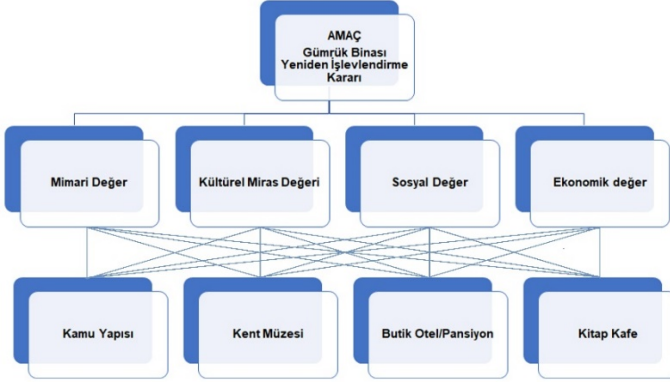 AMAÇ
Gümrük Binası
Yeniden İşlevlendirme
Kararı
Mimari Değer
Kültürel Miras Değeri
Sosyal Değer
Ekonomik değer
Kamu Yapısı
Kent Müzesi
Butik Otel/Pansiyon
Kitap Kafe